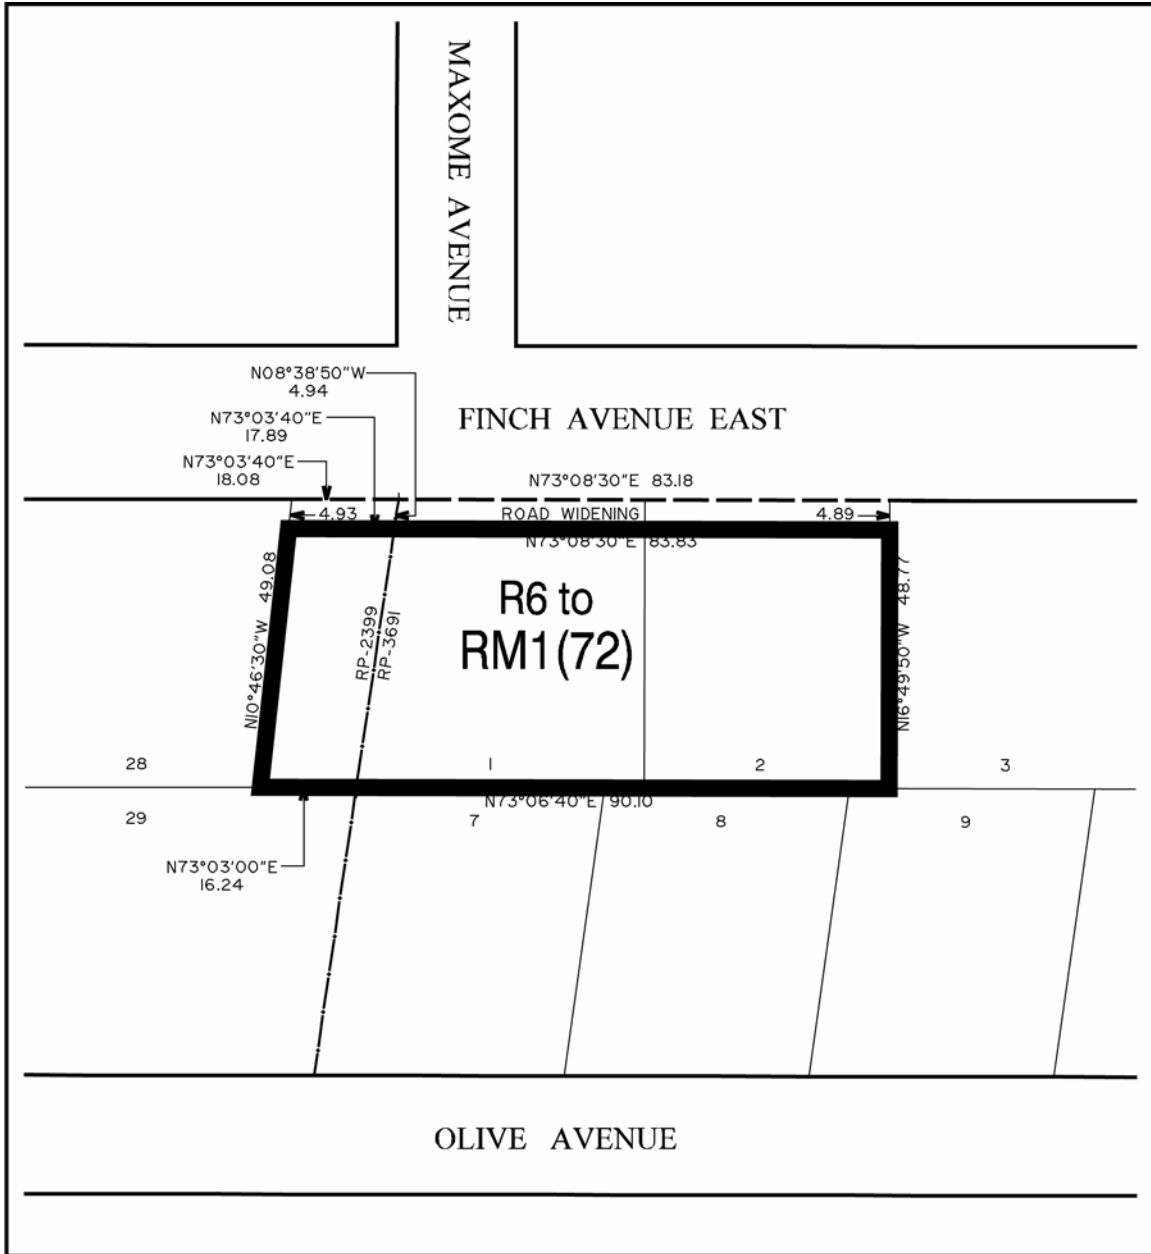 MAXOME AVENUE
N08°38'50"W
4.94
N73°03'40"E
17.89
FINCH AVENUE EAST
N73°03'40"E
18.08
N73°08'30"E 83.18
4.93
ROAD WIDENING
4.89
N73°08'30"E 83.83
N10°46'30"W 49.08
RP-2399
RP-3691
R6 to
RM1(72)
N16°49'50"W 48.77
28
1
2
3
N73°06'40"E 90.10
29
7
8
9
N73°03'00"E
16.24
OLIVE AVENUE